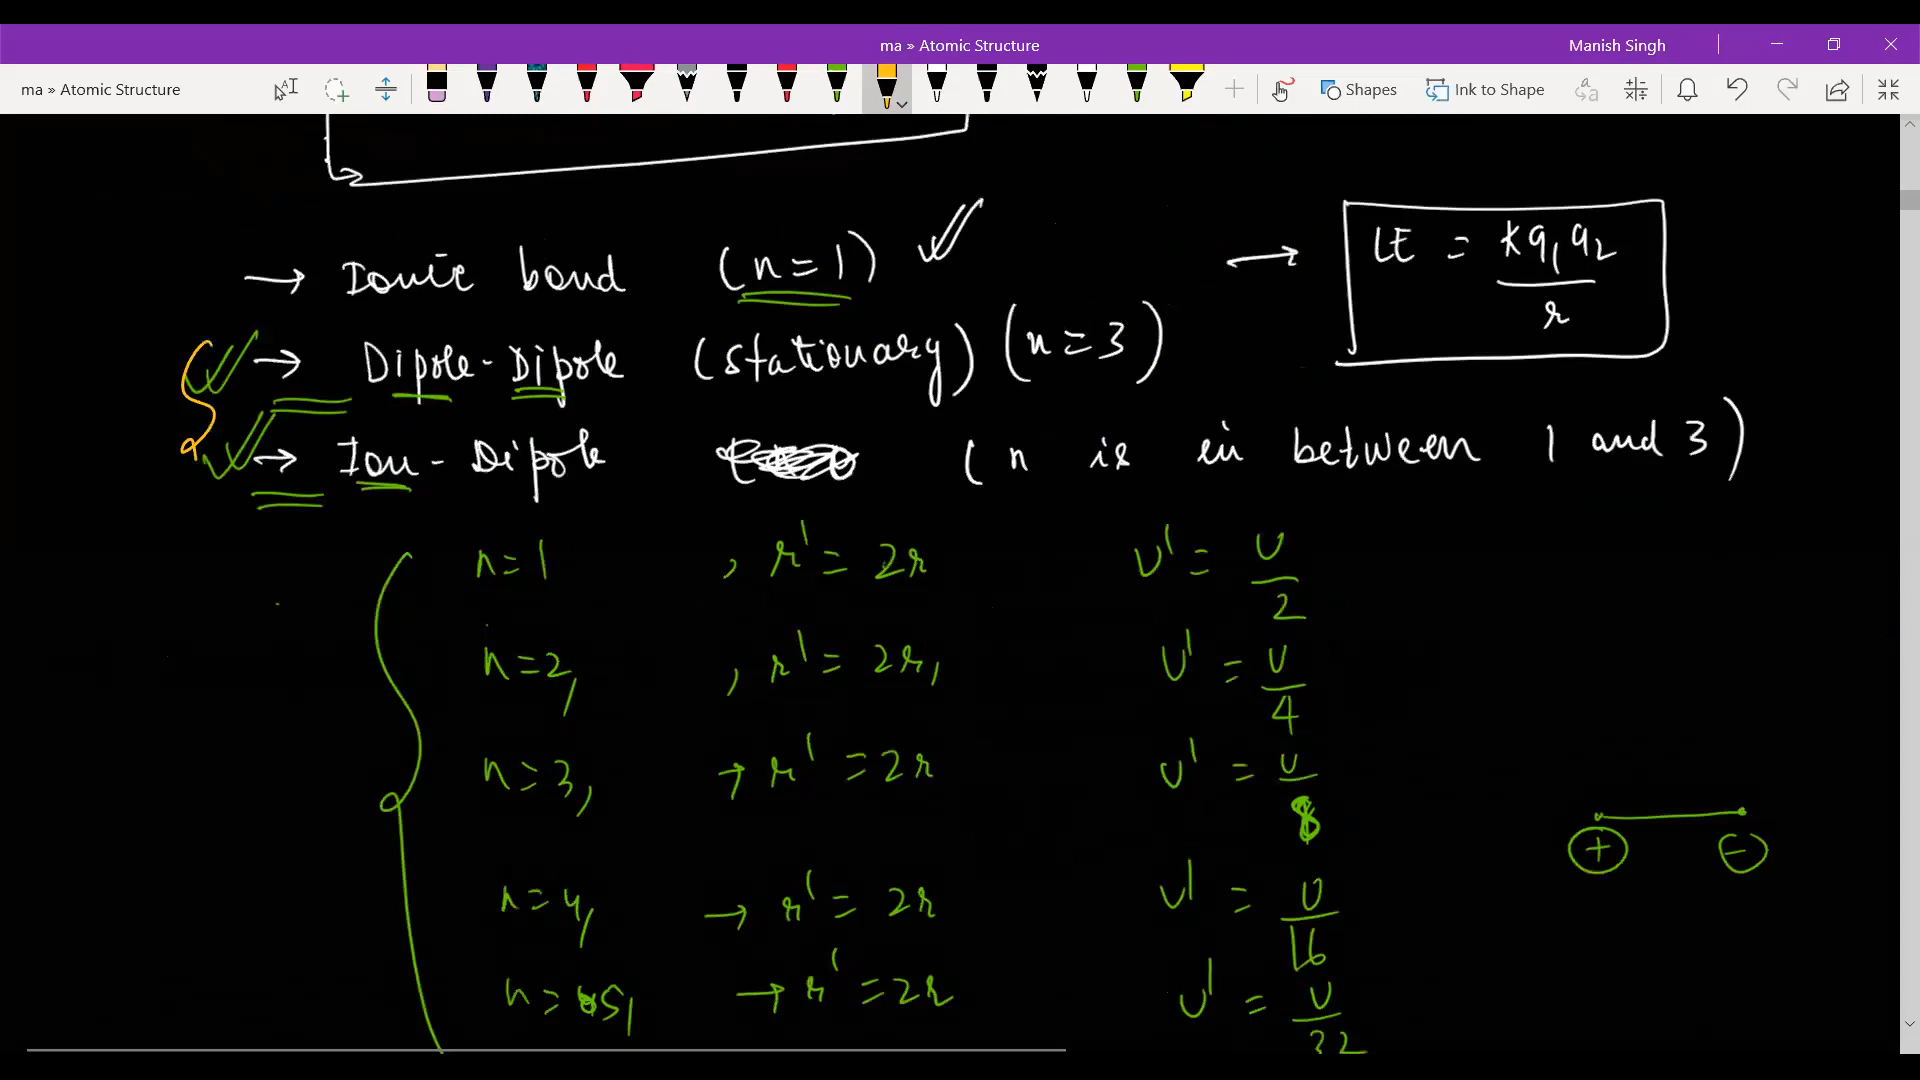 ma » Atomic Structure
Manish Singh
ma » Atomic Structure
Shapes
Ink to Shape
→ Ionic bond (n=1)
→ LE = Kq₁q₂/r
→ Dipole-Dipole (stationary) (n=3)
→ Ion-Dipole (n is in between 1 and 3)
n=1 , r' = 2r U' = U/2
n=2, , r' = 2r, U' = U/4
n=3, → r' = 2r U' = U/8
+ −
n=4, → r' = 2r U' = U/16
n=5, → r' = 2r U' = U/32